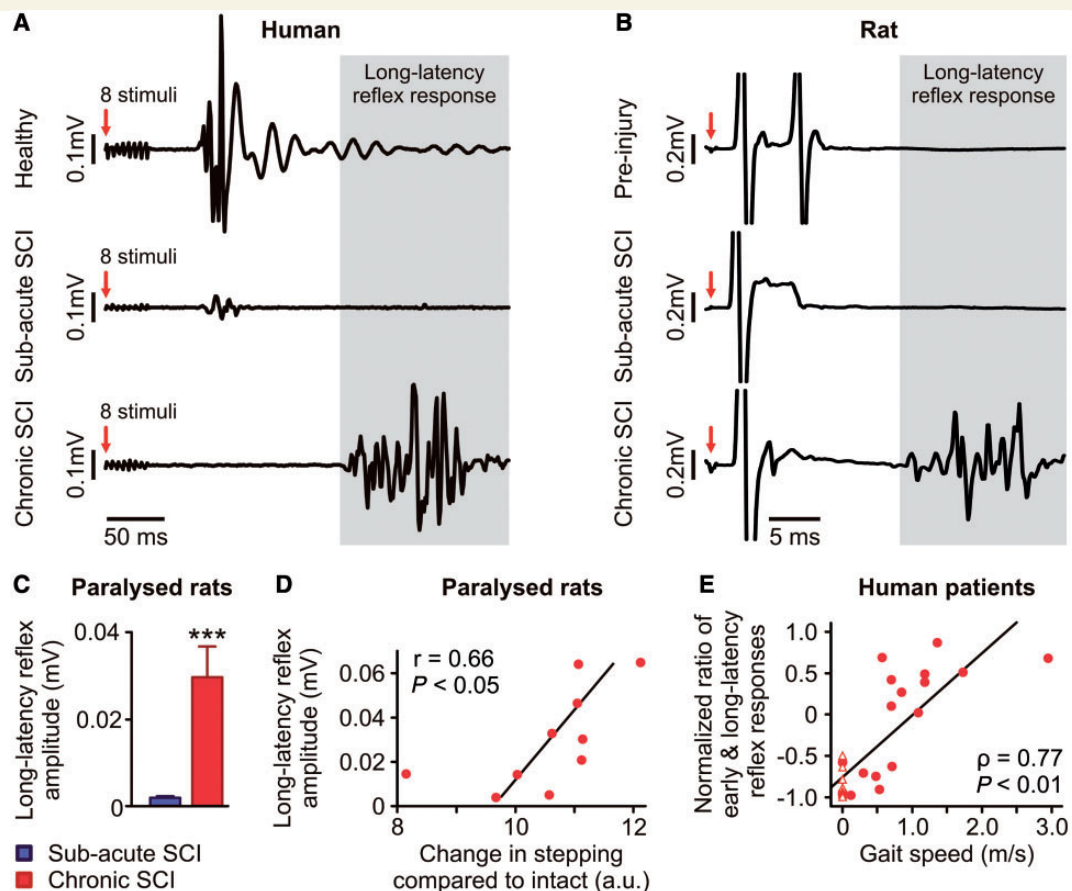 A
Human
Long-latency
reflex response
Healthy
8 stimuli
0.1mV
Sub-acute SCI
8 stimuli
0.1mV
Chronic SCI
8 stimuli
0.1mV
50 ms
B
Rat
Long-latency
reflex response
Pre-injury
0.2mV
Sub-acute SCI
0.2mV
Chronic SCI
0.2mV
5 ms
C
Paralysed rats
Long-latency reflex
amplitude (mV)
0.04
0.02
0
***
Sub-acute SCI
Chronic SCI
D
Paralysed rats
Long-latency reflex
amplitude (mV)
r = 0.66
P < 0.05
0.06
0.04
0.02
0
8
10
12
Change in stepping
compared to intact (a.u.)
E
Human patients
Normalized ratio of
early & long-latency
reflex responses
1.0
0.5
0
-0.5
-1.0
ρ = 0.77
P < 0.01
0
1.0
2.0
3.0
Gait speed (m/s)